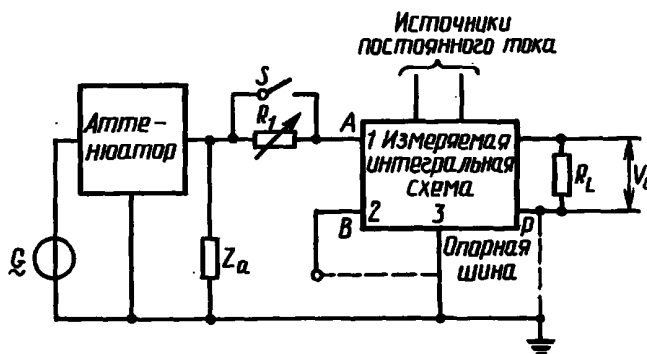 Источники
постоянного тока
S
R1
Атте-
нюатор
A
1 Измеряемая
интегральная
схема
2
3
B
P
RL
Опорная
шина
Za
G